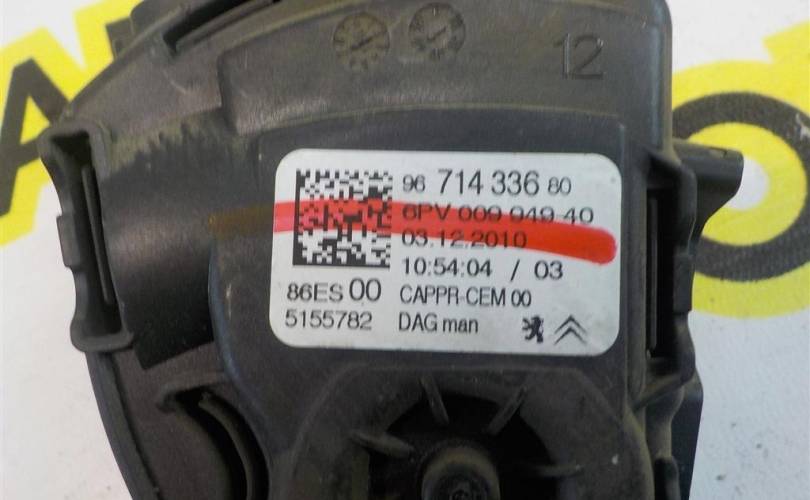 12
96 714 336 80
6PV 009 949-40
03.12.2010
10:54:04 / 03
86ES 00 CAPPR-CEM 00
5155782 DAG man